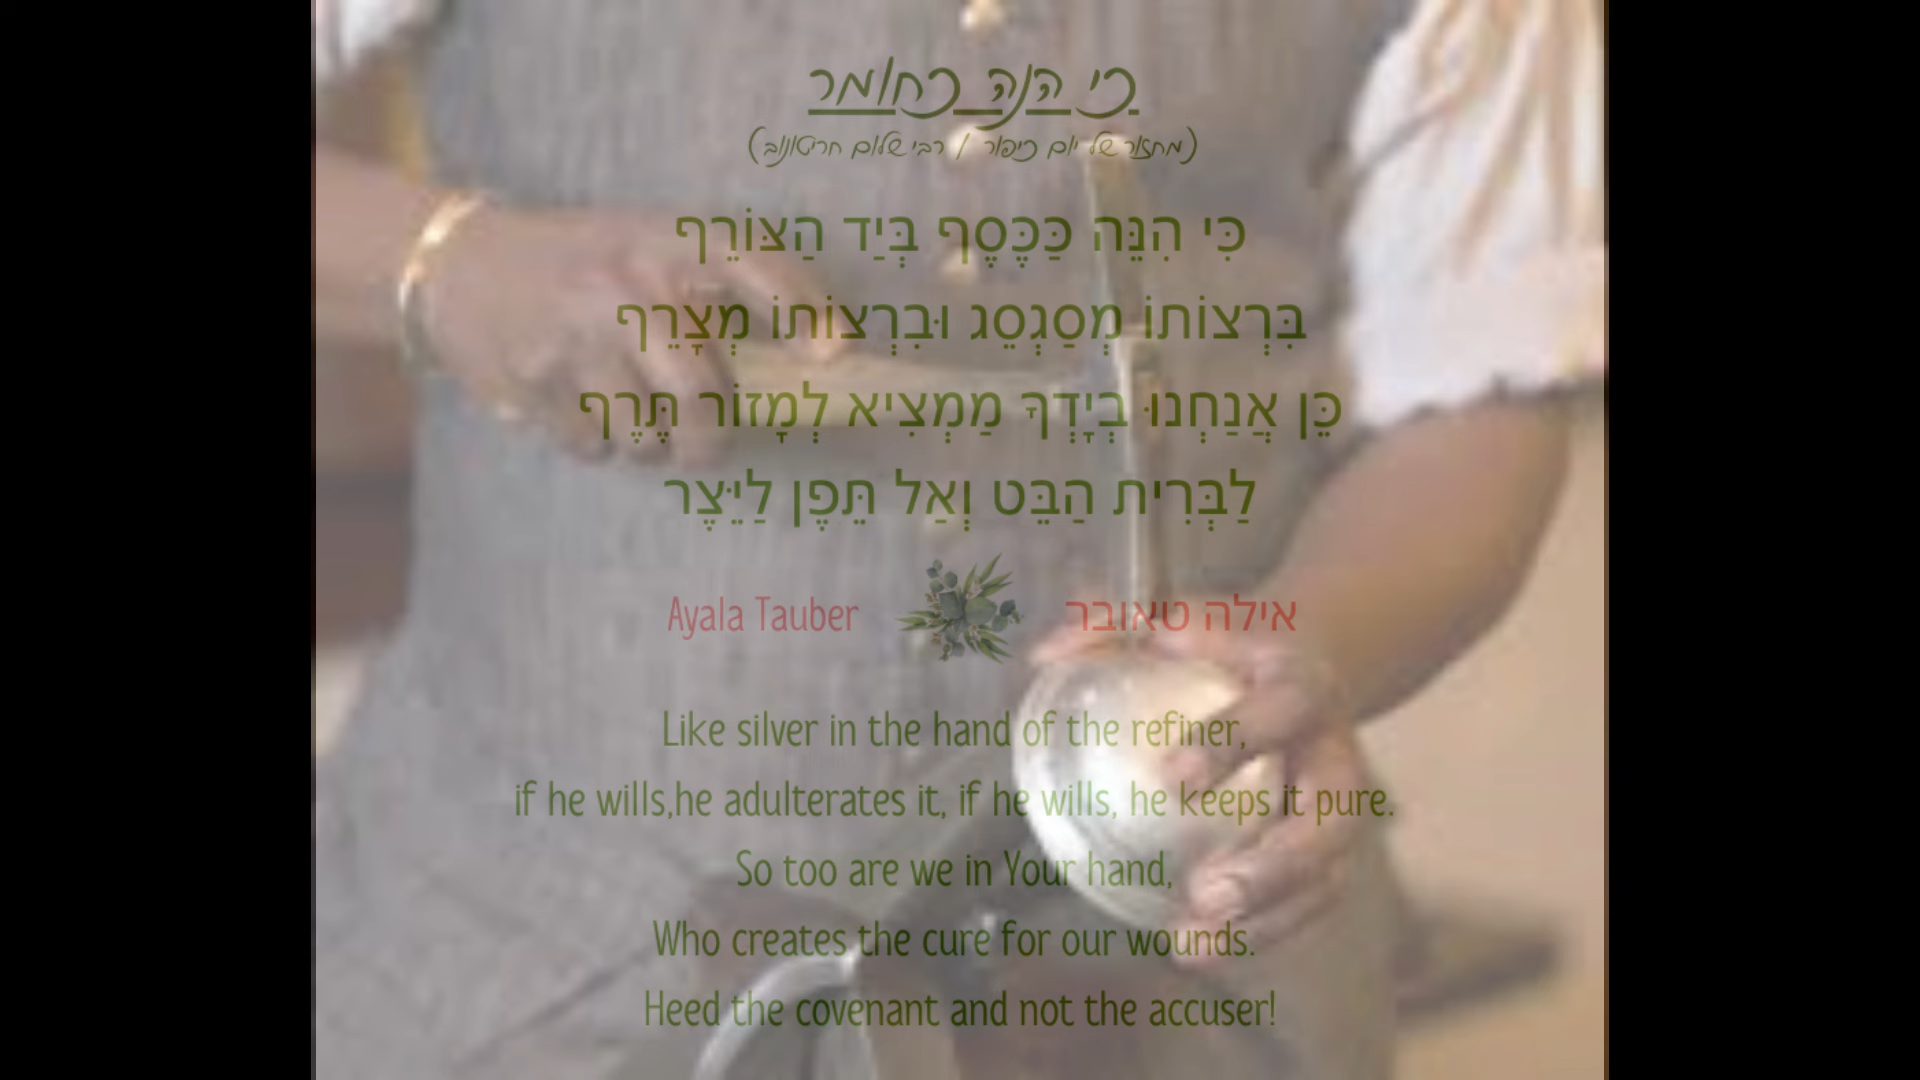 כי הנה כחומר
(מחזור של יום כיפור / רבי שלום חריטונוב)
כִּי הִנֵּה כַּכֶּסֶף בְּיַד הַצּוֹרֵף
בִּרְצוֹתוֹ מְסַגְסֵג וּבִרְצוֹתוֹ מְצָרֵף
כֵּן אֲנַחְנוּ בְיָדְךָ מַמְצִיא לְמָזוֹר תֶּרֶף
לַבְּרִית הַבֵּט וְאַל תֵּפֶן לַיֵּצֶר
Ayala Tauber אילה טאובר
Like silver in the hand of the refiner,
if he wills,he adulterates it, if he wills, he keeps it pure.
So too are we in Your hand,
Who creates the cure for our wounds.
Heed the covenant and not the accuser!